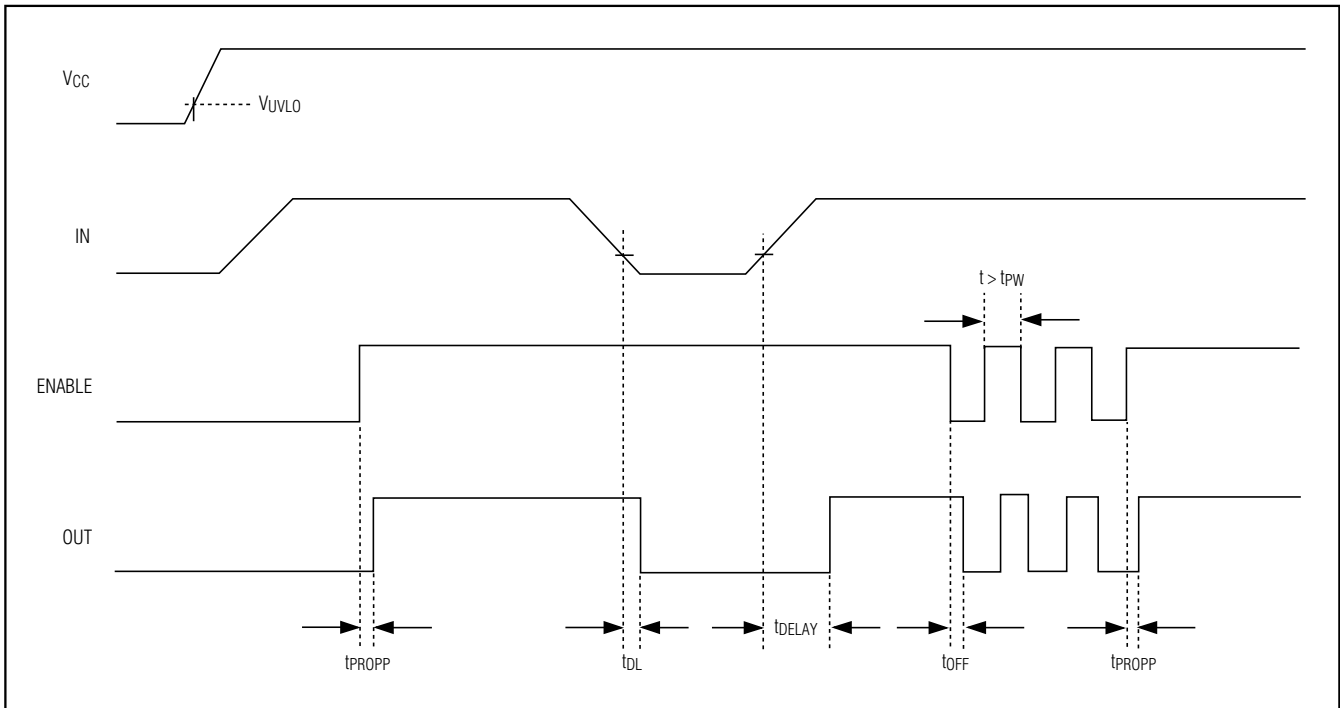 VCC
VUVLO
IN
t > tPW
ENABLE
OUT
tDELAY
tPROPP
tDL
tOFF
tPROPP